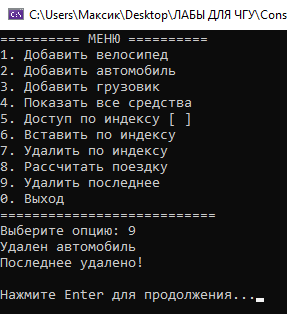 C:\Users\Максик\Desktop\ЛАБЫ ДЛЯ ЧГУ\Cons
========== МЕНЮ ==========
1. Добавить велосипед
2. Добавить автомобиль
3. Добавить грузовик
4. Показать все средства
5. Доступ по индексу [ ]
6. Вставить по индексу
7. Удалить по индексу
8. Рассчитать поездку
9. Удалить последнее
0. Выход
===========================
Выберите опцию: 9
Удален автомобиль
Последнее удалено!
Нажмите Enter для продолжения...